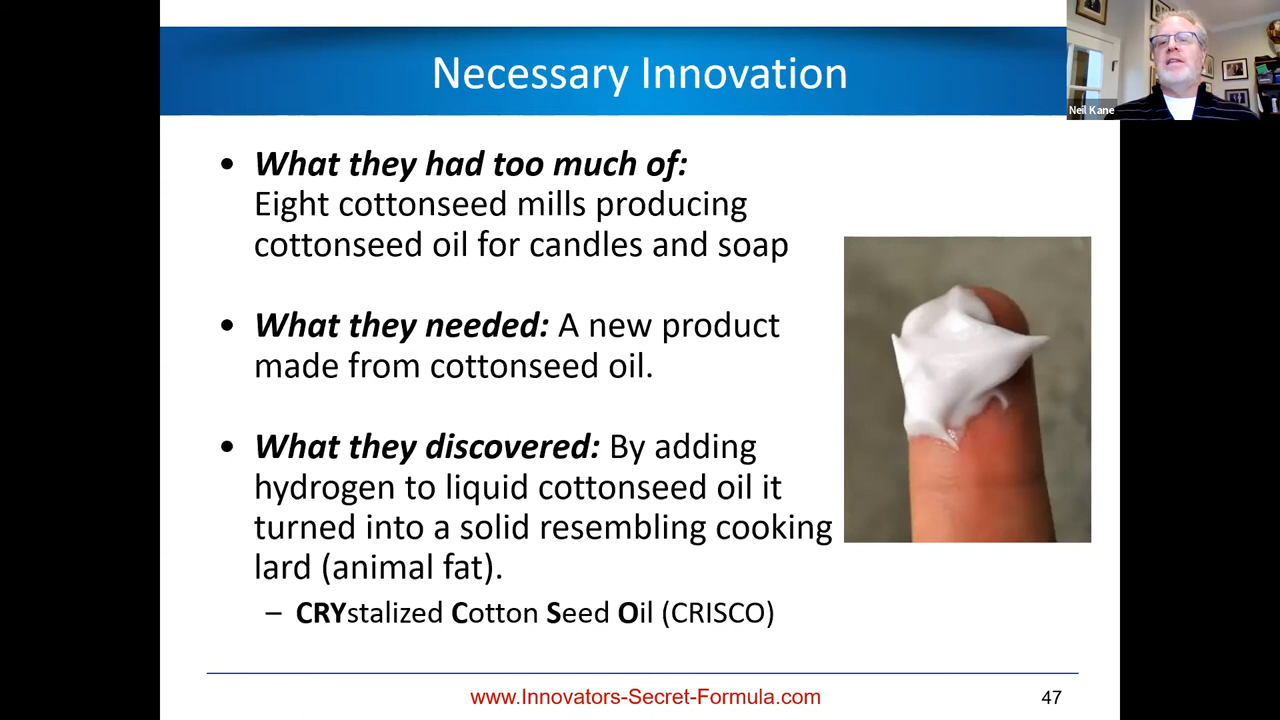 Necessary Innovation
Neil Kane
• What they had too much of:
Eight cottonseed mills producing
cottonseed oil for candles and soap
• What they needed: A new product
made from cottonseed oil.
• What they discovered: By adding
hydrogen to liquid cottonseed oil it
turned into a solid resembling cooking
lard (animal fat).
– CRYstalized Cotton Seed Oil (CRISCO)
www.Innovators-Secret-Formula.com
47